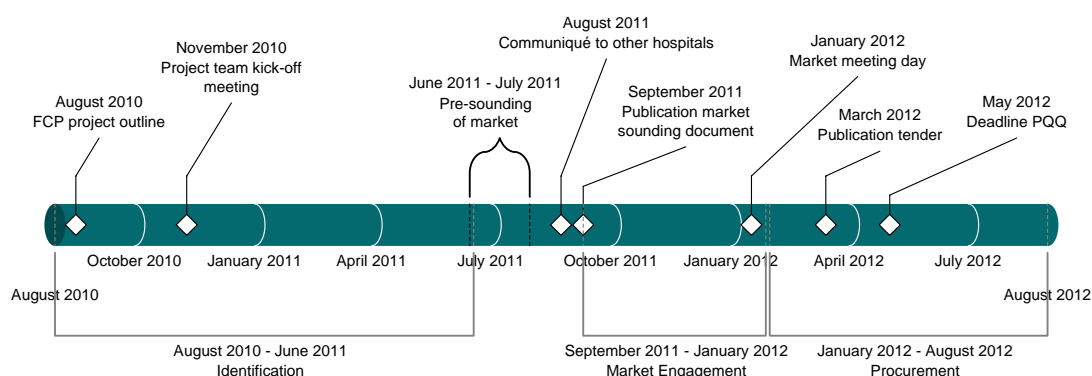 August 2010
FCP project outline
November 2010
Project team kick-off
meeting
June 2011 - July 2011
Pre-sounding
of market
August 2011
Communiqué to other hospitals
September 2011
Publication market
sounding document
January 2012
Market meeting day
March 2012
Publication tender
May 2012
Deadline PQQ
October 2010
January 2011
April 2011
July 2011
October 2011
January 2012
April 2012
July 2012
August 2010
August 2012
August 2010 - June 2011
Identification
September 2011 - January 2012
Market Engagement
January 2012 - August 2012
Procurement